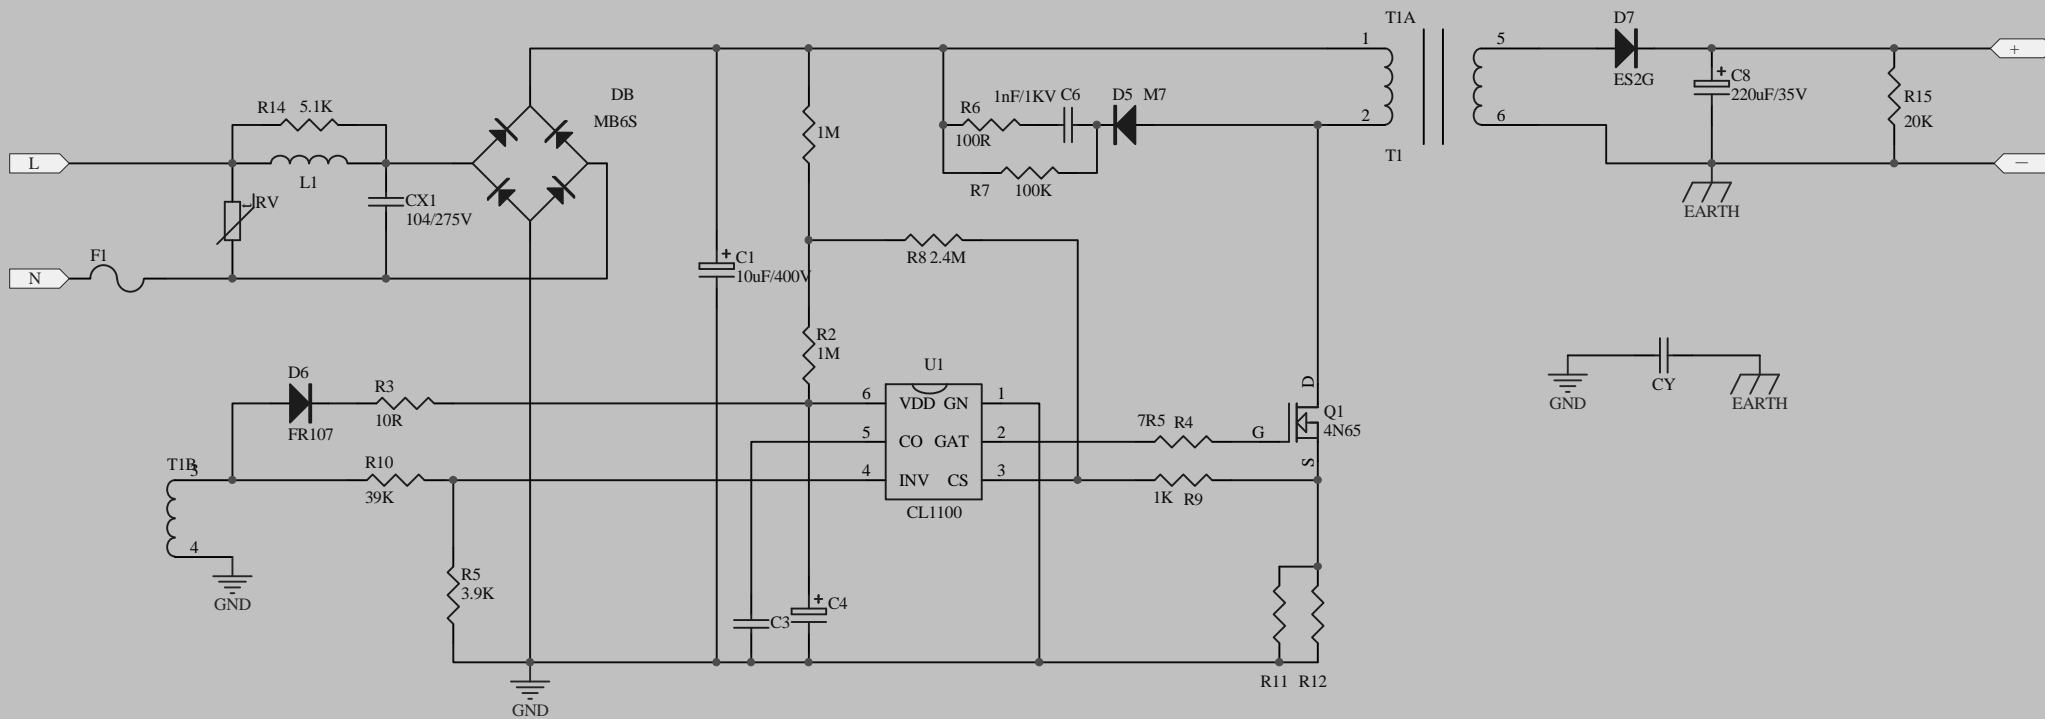 T1A
D7
1
5
+
R14 5.1K
DB
MB6S
1nF/1KV C6
D5 M7
R6
100R
2
6
ES2G
C8
220uF/35V
R15
20K
1M
L
L1
T1
—
R7
100K
RV
CX1
104/275V
EARTH
F1
N
C1
10uF/400V
R8 2.4M
R2
1M
U1
D6
R3
10R
FR107
6
VDD GN
1
D
Q1
4N65
CY
GND
EARTH
5
CO GAT
2
7R5 R4
G
T1B
3
R10
39K
4
INV CS
3
1K R9
S
CL1100
4
GND
R5
3.9K
C3
+
C4
R11 R12
GND